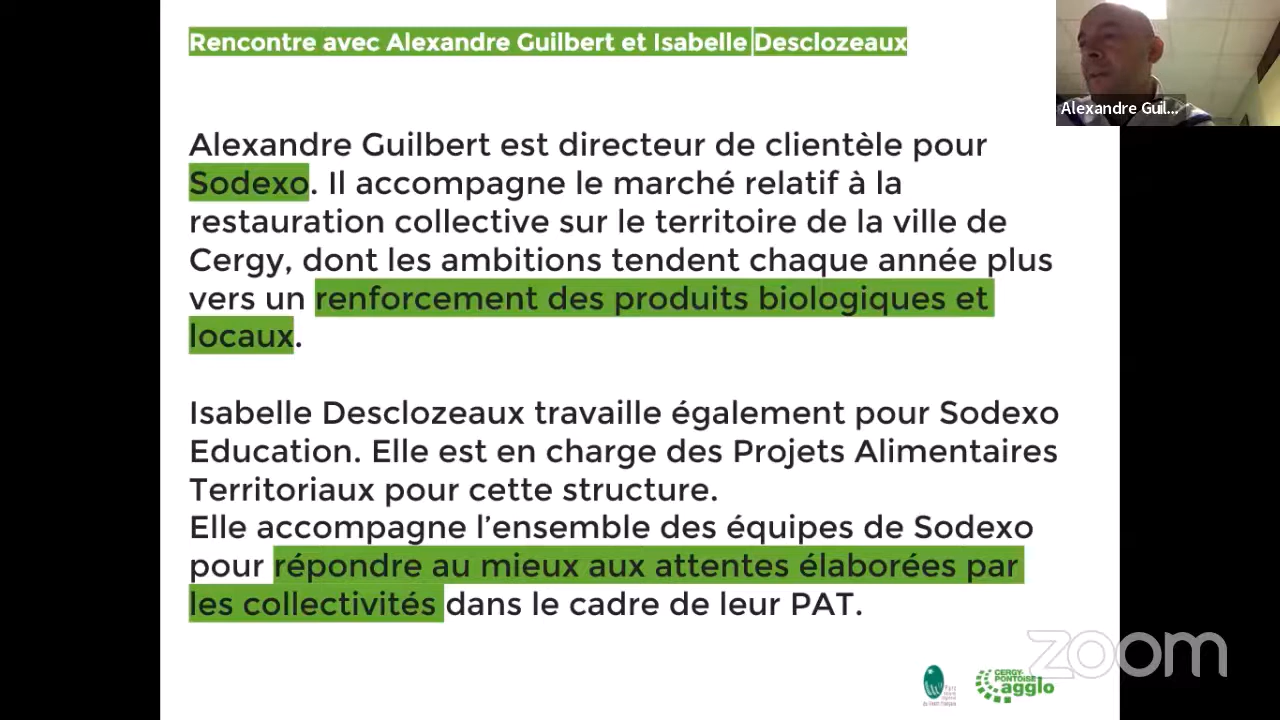 Rencontre avec Alexandre Guilbert et Isabelle Desclozeaux
Alexandre Guil...
Alexandre Guilbert est directeur de clientèle pour
Sodexo. Il accompagne le marché relatif à la
restauration collective sur le territoire de la ville de
Cergy, dont les ambitions tendent chaque année plus
vers un renforcement des produits biologiques et
locaux.
Isabelle Desclozeaux travaille également pour Sodexo
Education. Elle est en charge des Projets Alimentaires
Territoriaux pour cette structure.
Elle accompagne l’ensemble des équipes de Sodexo
pour répondre au mieux aux attentes élaborées par
les collectivités dans le cadre de leur PAT.
zoom
Parc
CERGY-
PONTOISE
agglo